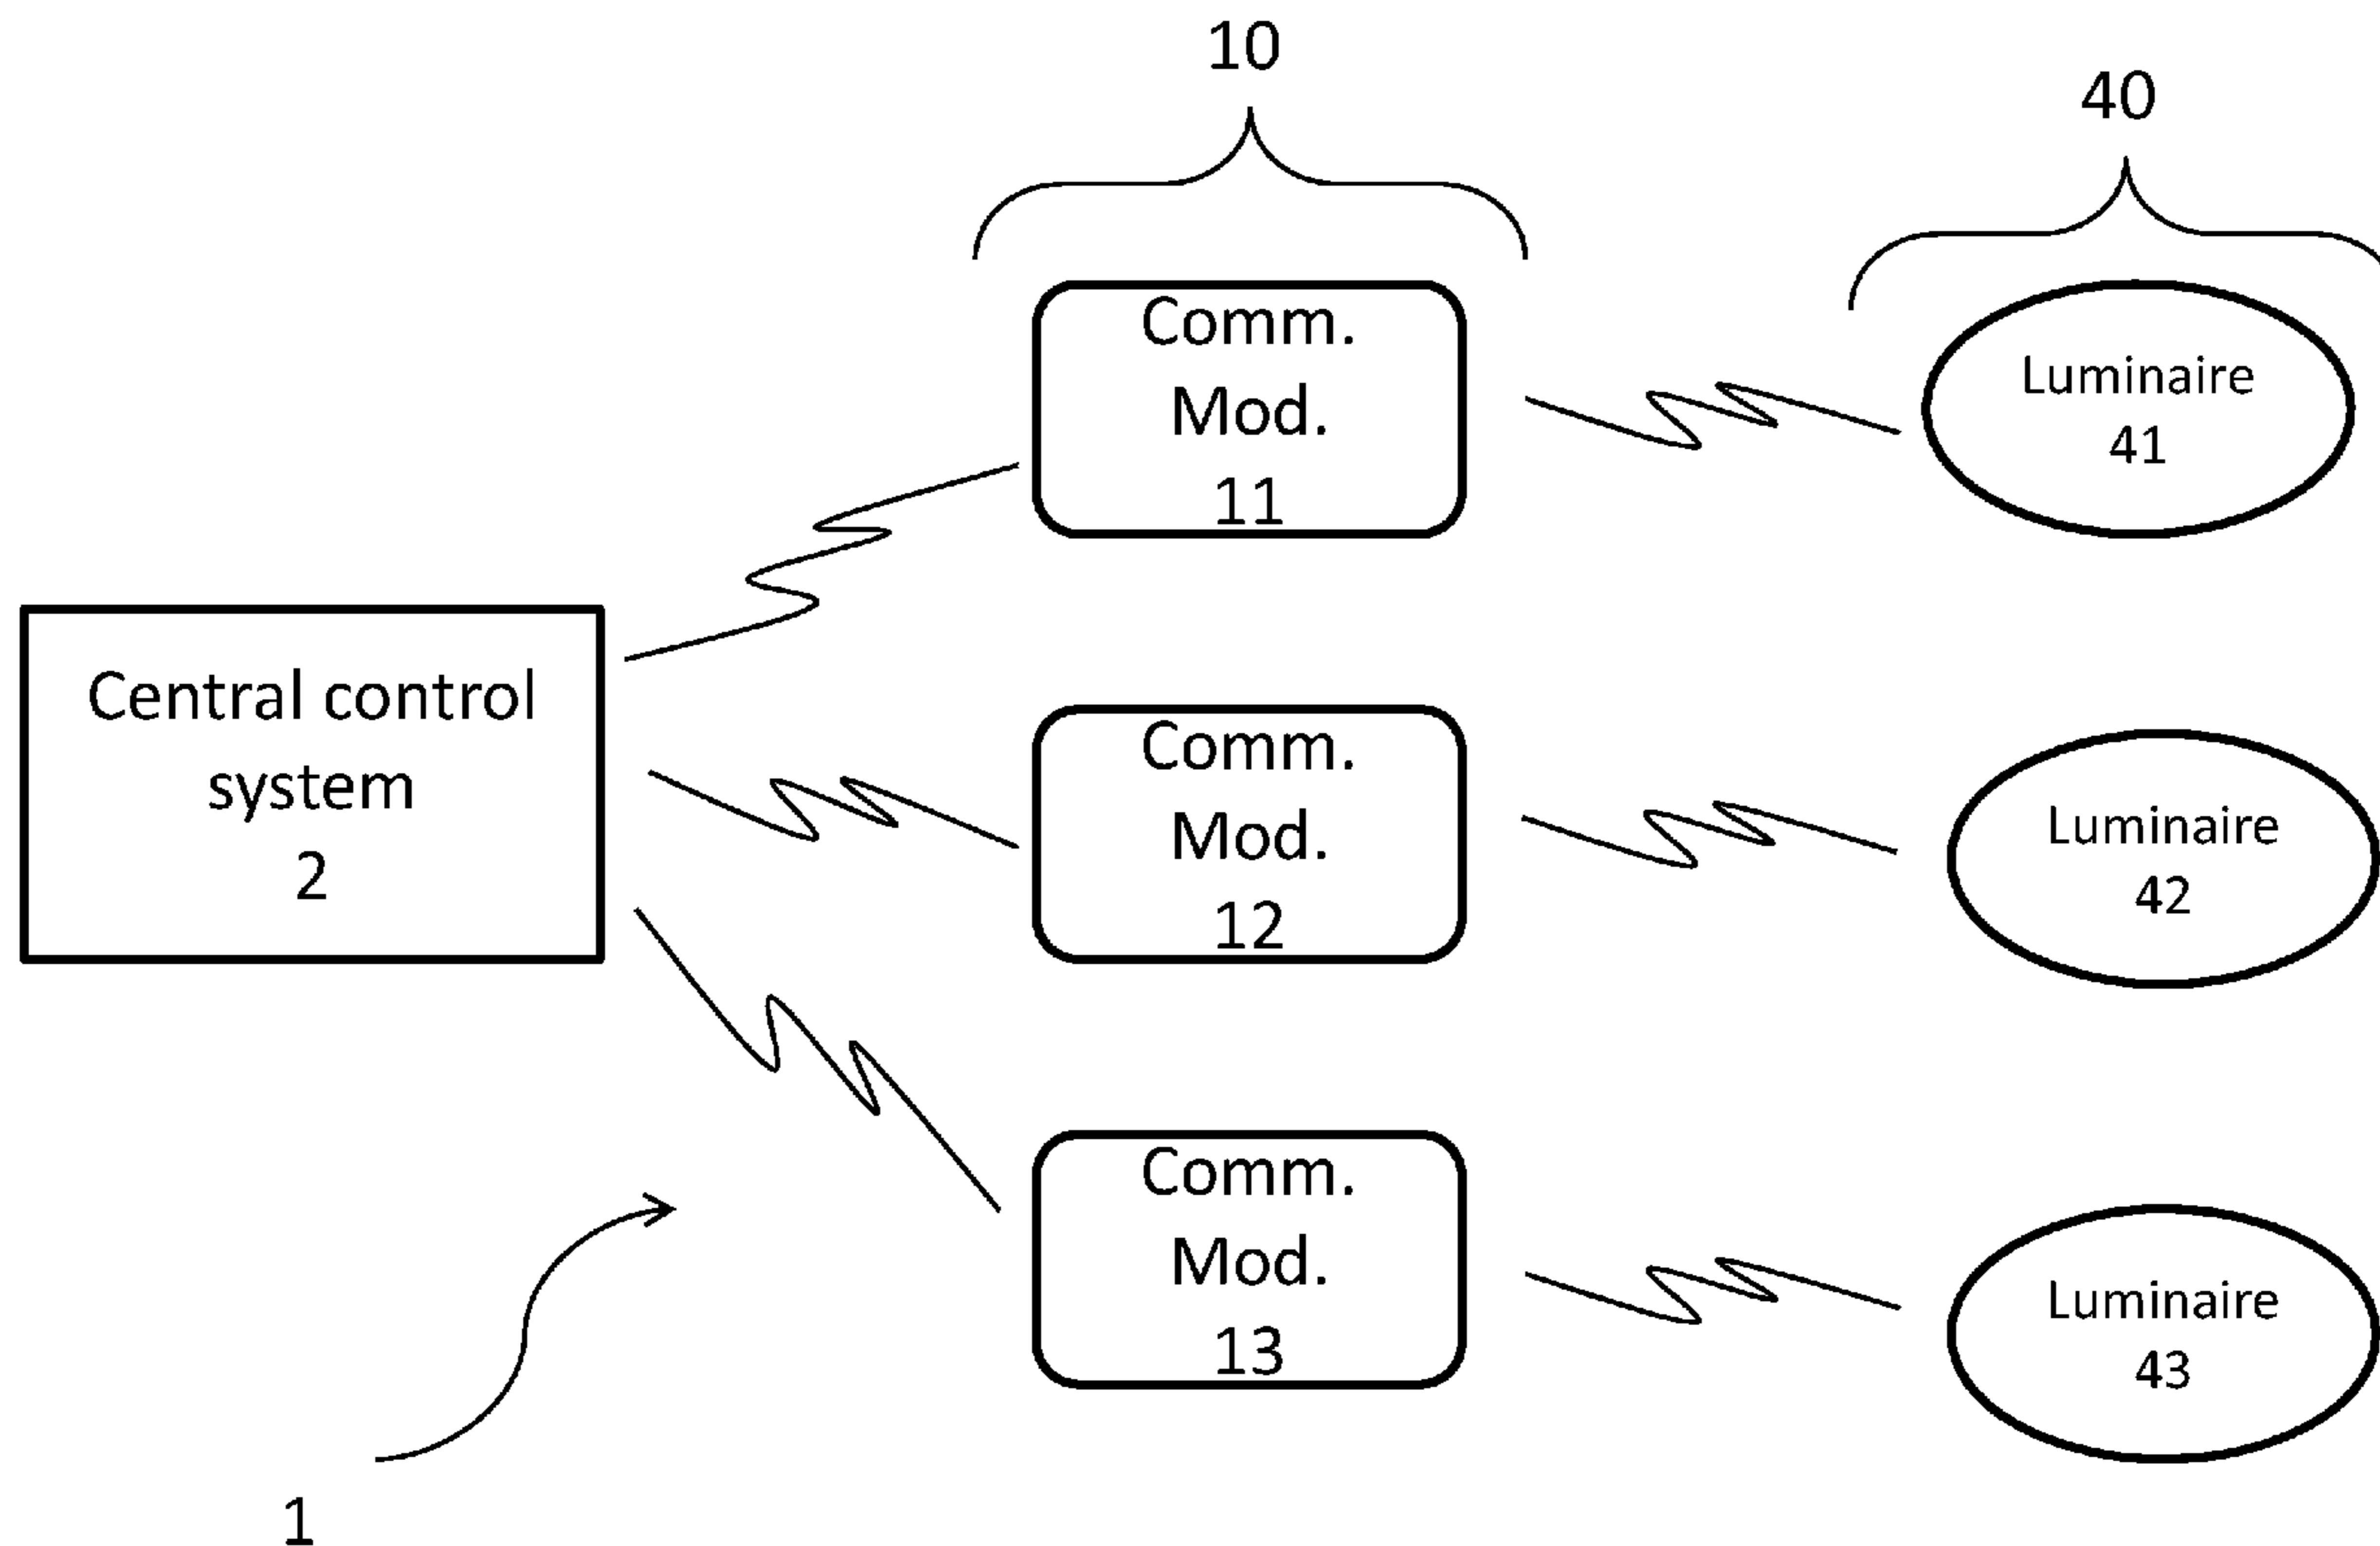 10
40
Comm.
Mod.
11
Luminaire
41
Central control
system
2
Comm.
Mod.
12
Luminaire
42
Comm.
Mod.
13
Luminaire
43
1